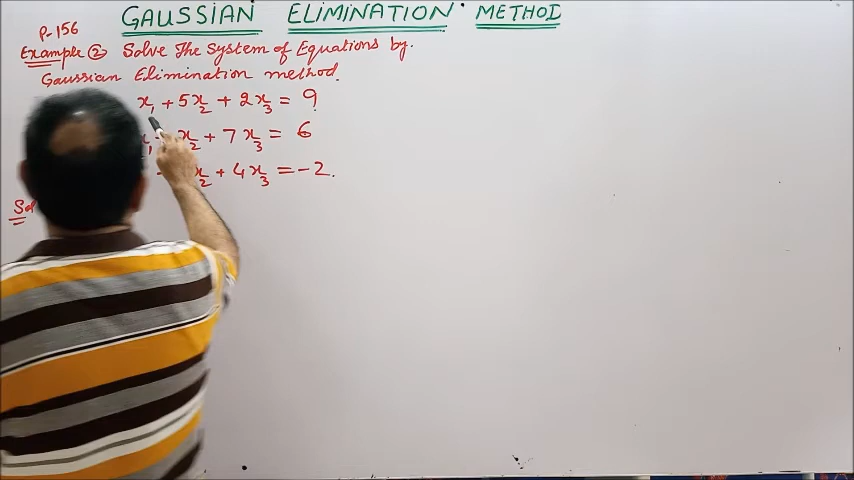 GAUSSIAN ELIMINATION METHOD
P-156
Example ② Solve The System of Equations by.
Gaussian Elimination method.
x₁ + 5x₂ + 2x₃ = 9
x₂ + 7x₃ = 6
x₂ + 4x₃ = -2.